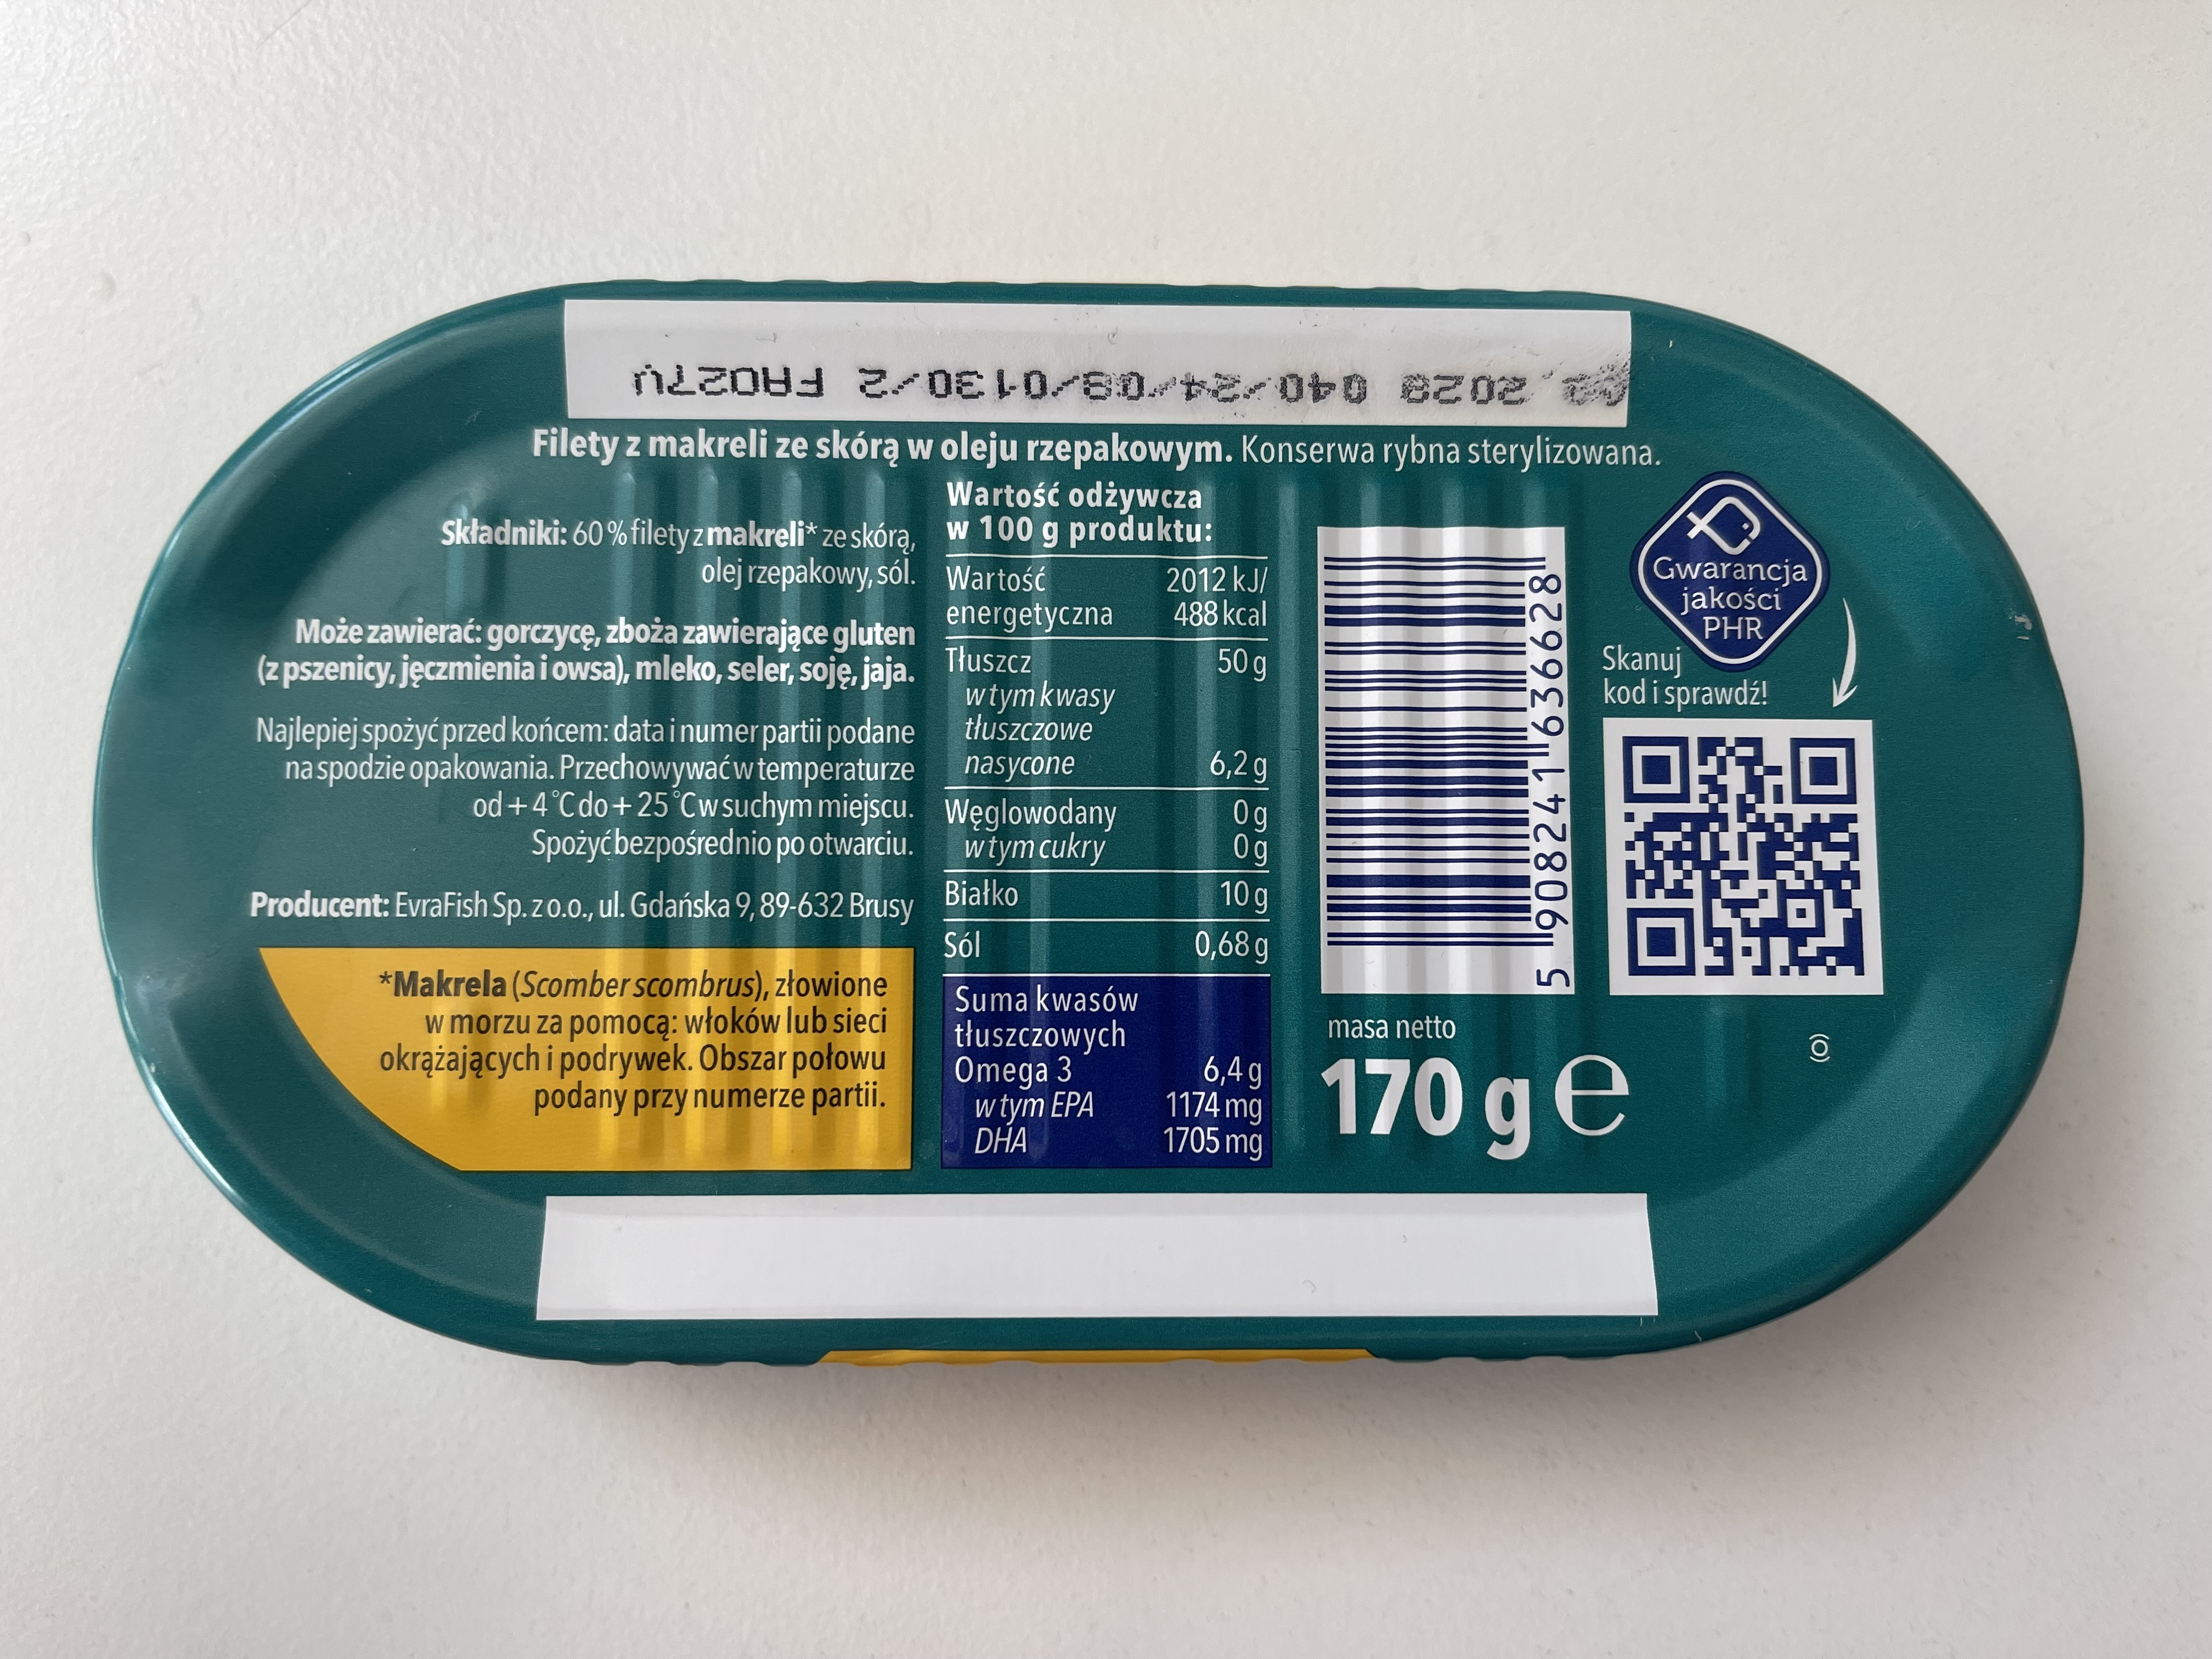 2028 040/24/08/0130/2
Filety z makreli ze skórą w oleju rzepakowym. Konserwa rybna sterylizowana.
Składniki: 60 % filety z makreli* ze skórą,
olej rzepakowy, sól.
Może zawierać: gorczycę, zboża zawierające gluten
(z pszenicy, jęczmienia i owsa), mleko, seler, soję, jaja.
Najlepiej spożyć przed końcem: data i numer partii podane
na spodzie opakowania. Przechowywać w temperaturze
od + 4 °C do + 25 °C w suchym miejscu.
Spożyć bezpośrednio po otwarciu.
Producent: EvraFish Sp. z o.o., ul. Gdańska 9, 89-632 Brusy
*Makrela (Scomber scombrus), złowione
w morzu za pomocą: włoków lub sieci
okrążających i podrywek. Obszar połowu
podany przy numerze partii.
Wartość odżywcza
w 100 g produktu:
Wartość 2012 kJ/
energetyczna 488 kcal
Tłuszcz 50 g
w tym kwasy
tłuszczowe
nasycone 6,2 g
Węglowodany 0 g
w tym cukry 0 g
Białko 10 g
Sól 0,68 g
Suma kwasów
tłuszczowych
Omega 3 6,4 g
w tym EPA 1174 mg
DHA 1705 mg
5 908241 636628
masa netto
170 g e
Gwarancja
jakości
PHR
Skanuj
kod i sprawdź!